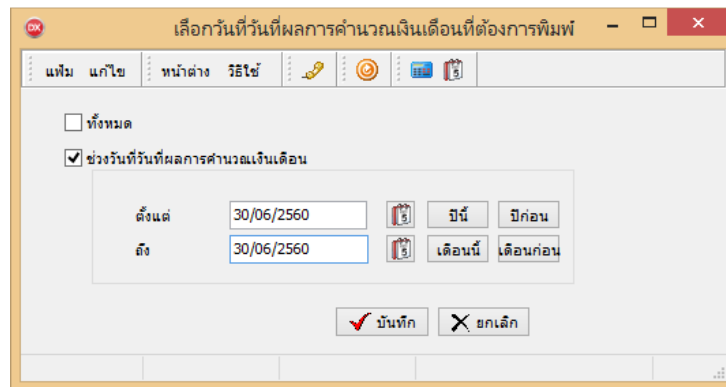 เลือกวันที่วันที่ผลการคำนวณเงินเดือนที่ต้องการพิมพ์
แฟ้ม แก้ไข หน้าต่าง วิธีใช้
ทั้งหมด
ช่วงวันที่วันที่ผลการคำนวณเงินเดือน
ตั้งแต่ 30/06/2560 5 ปีนี้ ปีก่อน
ถึง 30/06/2560 5 เดือนนี้ เดือนก่อน
บันทึก ยกเลิก